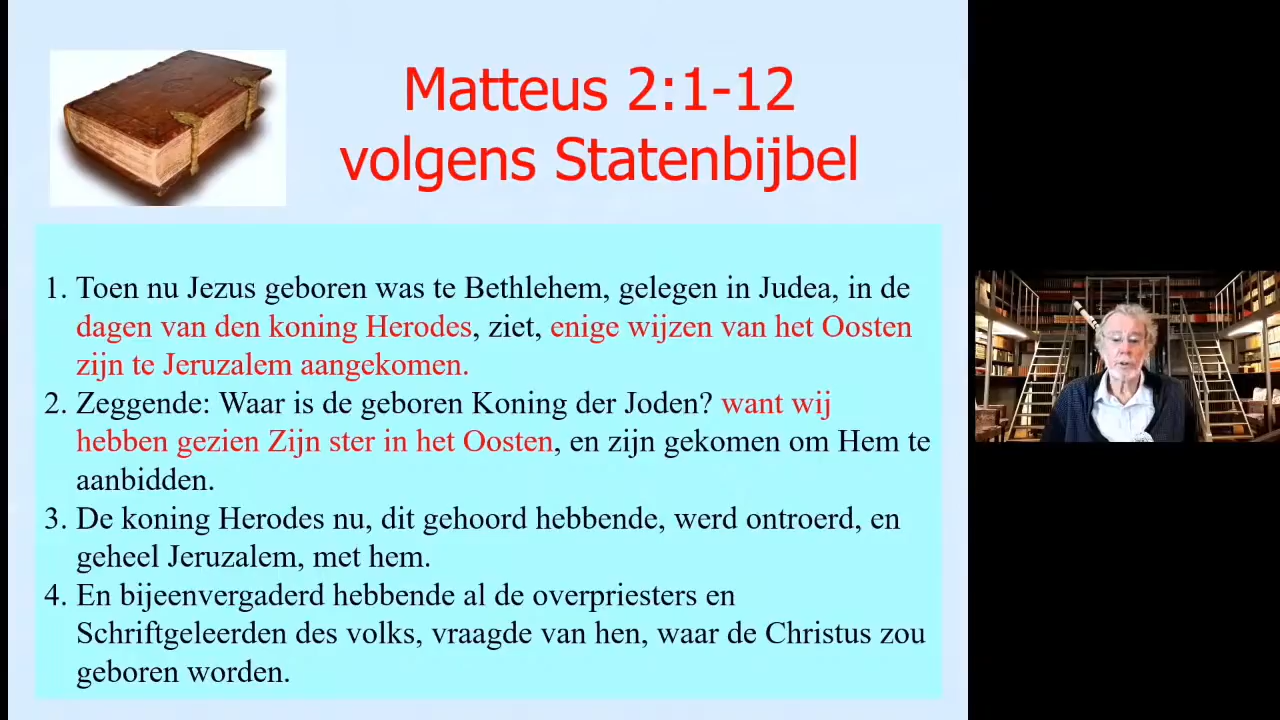 Matteus 2:1-12
volgens Statenbijbel
1. Toen nu Jezus geboren was te Bethlehem, gelegen in Judea, in de
dagen van den koning Herodes, ziet, enige wijzen van het Oosten
zijn te Jeruzalem aangekomen.
2. Zeggende: Waar is de geboren Koning der Joden? want wij
hebben gezien Zijn ster in het Oosten, en zijn gekomen om Hem te
aanbidden.
3. De koning Herodes nu, dit gehoord hebbende, werd ontroerd, en
geheel Jeruzalem, met hem.
4. En bijeenvergaderd hebbende al de overpriesters en
Schriftgeleerden des volks, vraagde van hen, waar de Christus zou
geboren worden.